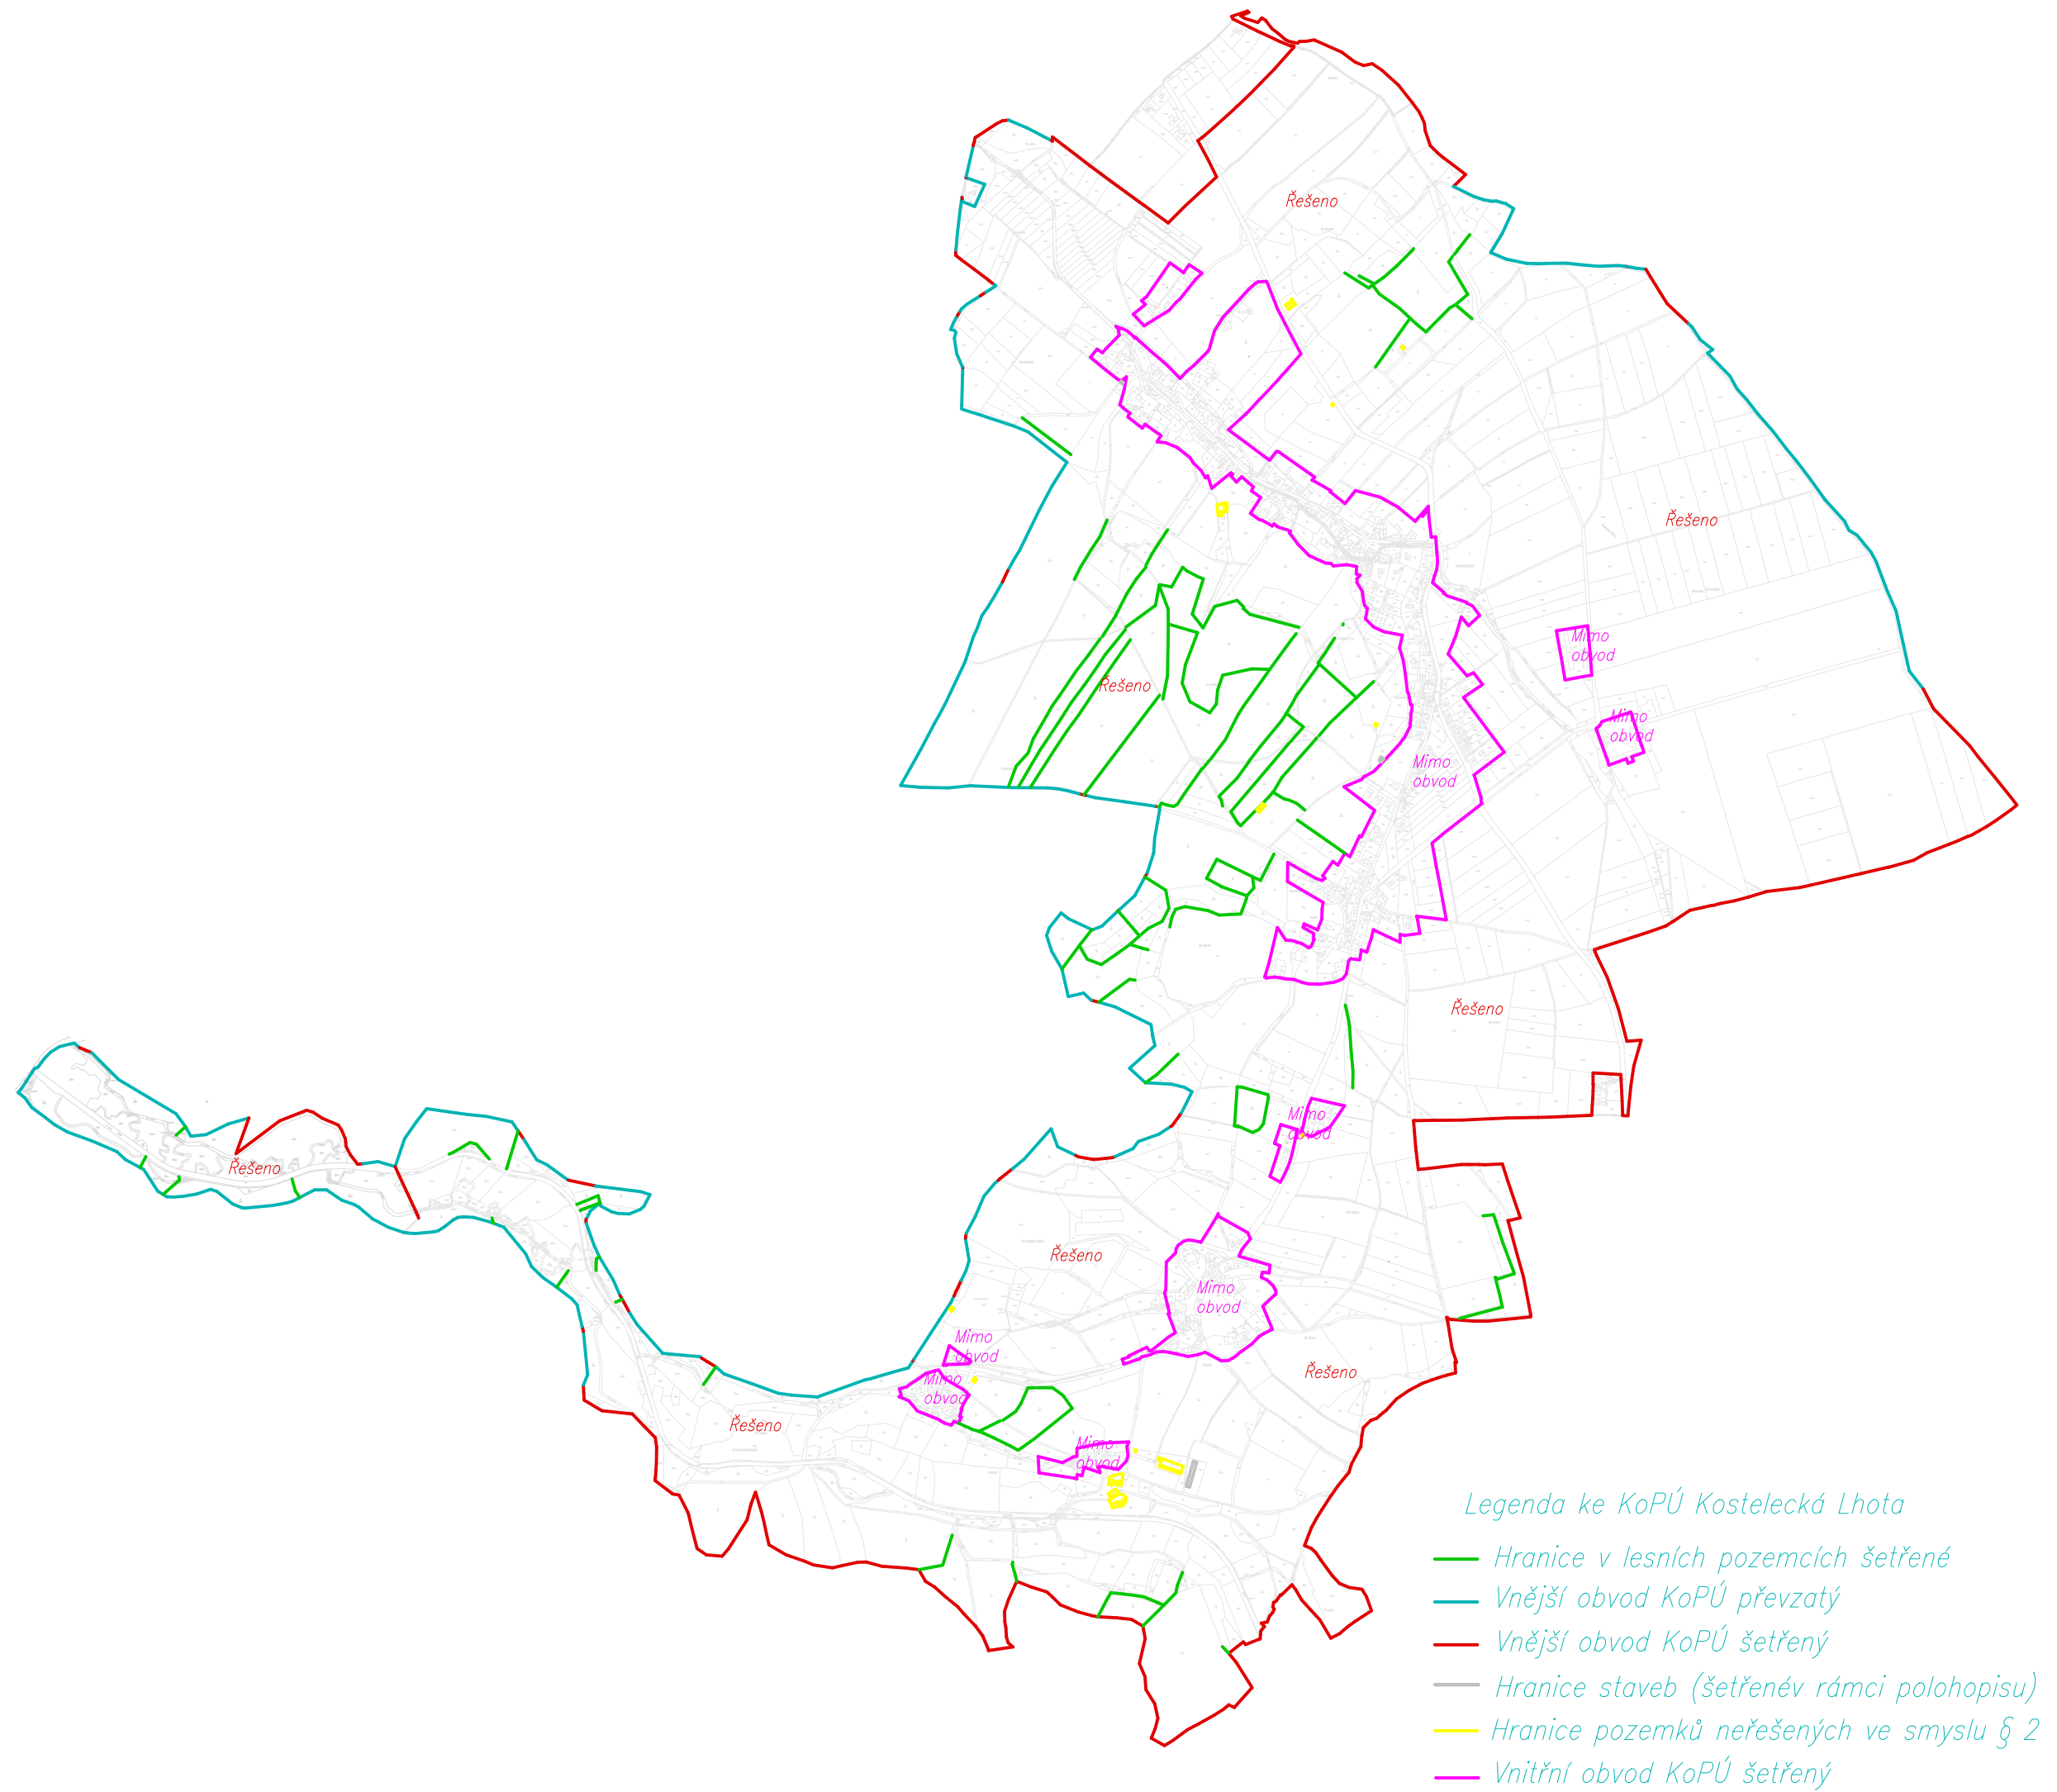 Řešeno
Řešeno
Mimo
obvod
Řešeno
Mimo
obvod
Mimo
obvod
Řešeno
Mimo
obvod
Řešeno
Řešeno
Mimo
obvod
Mimo
obvod
Řešeno
Mimo
obvod
Řešeno
Mimo
obvod
Legenda ke KoPÚ Kostelecká Lhota
Hranice v lesních pozemcích šetřené
Vnější obvod KoPÚ převzatý
Vnější obvod KoPÚ šetřený
Hranice staveb (šetřenév rámci polohopisu)
Hranice pozemků neřešených ve smyslu § 2
Vnitřní obvod KoPÚ šetřený